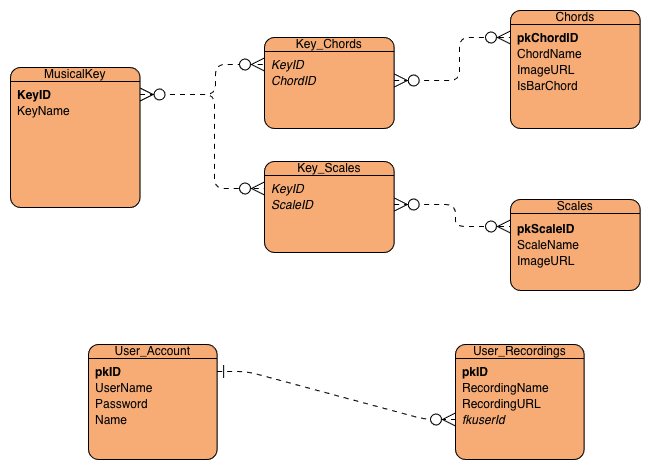 MusicalKey
KeyID
KeyName
Key_Chords
KeyID
ChordID
Chords
pkChordID
ChordName
ImageURL
IsBarChord
Key_Scales
KeyID
ScaleID
Scales
pkScaleID
ScaleName
ImageURL
User_Account
pkID
UserName
Password
Name
User_Recordings
pkID
RecordingName
RecordingURL
fkuserId